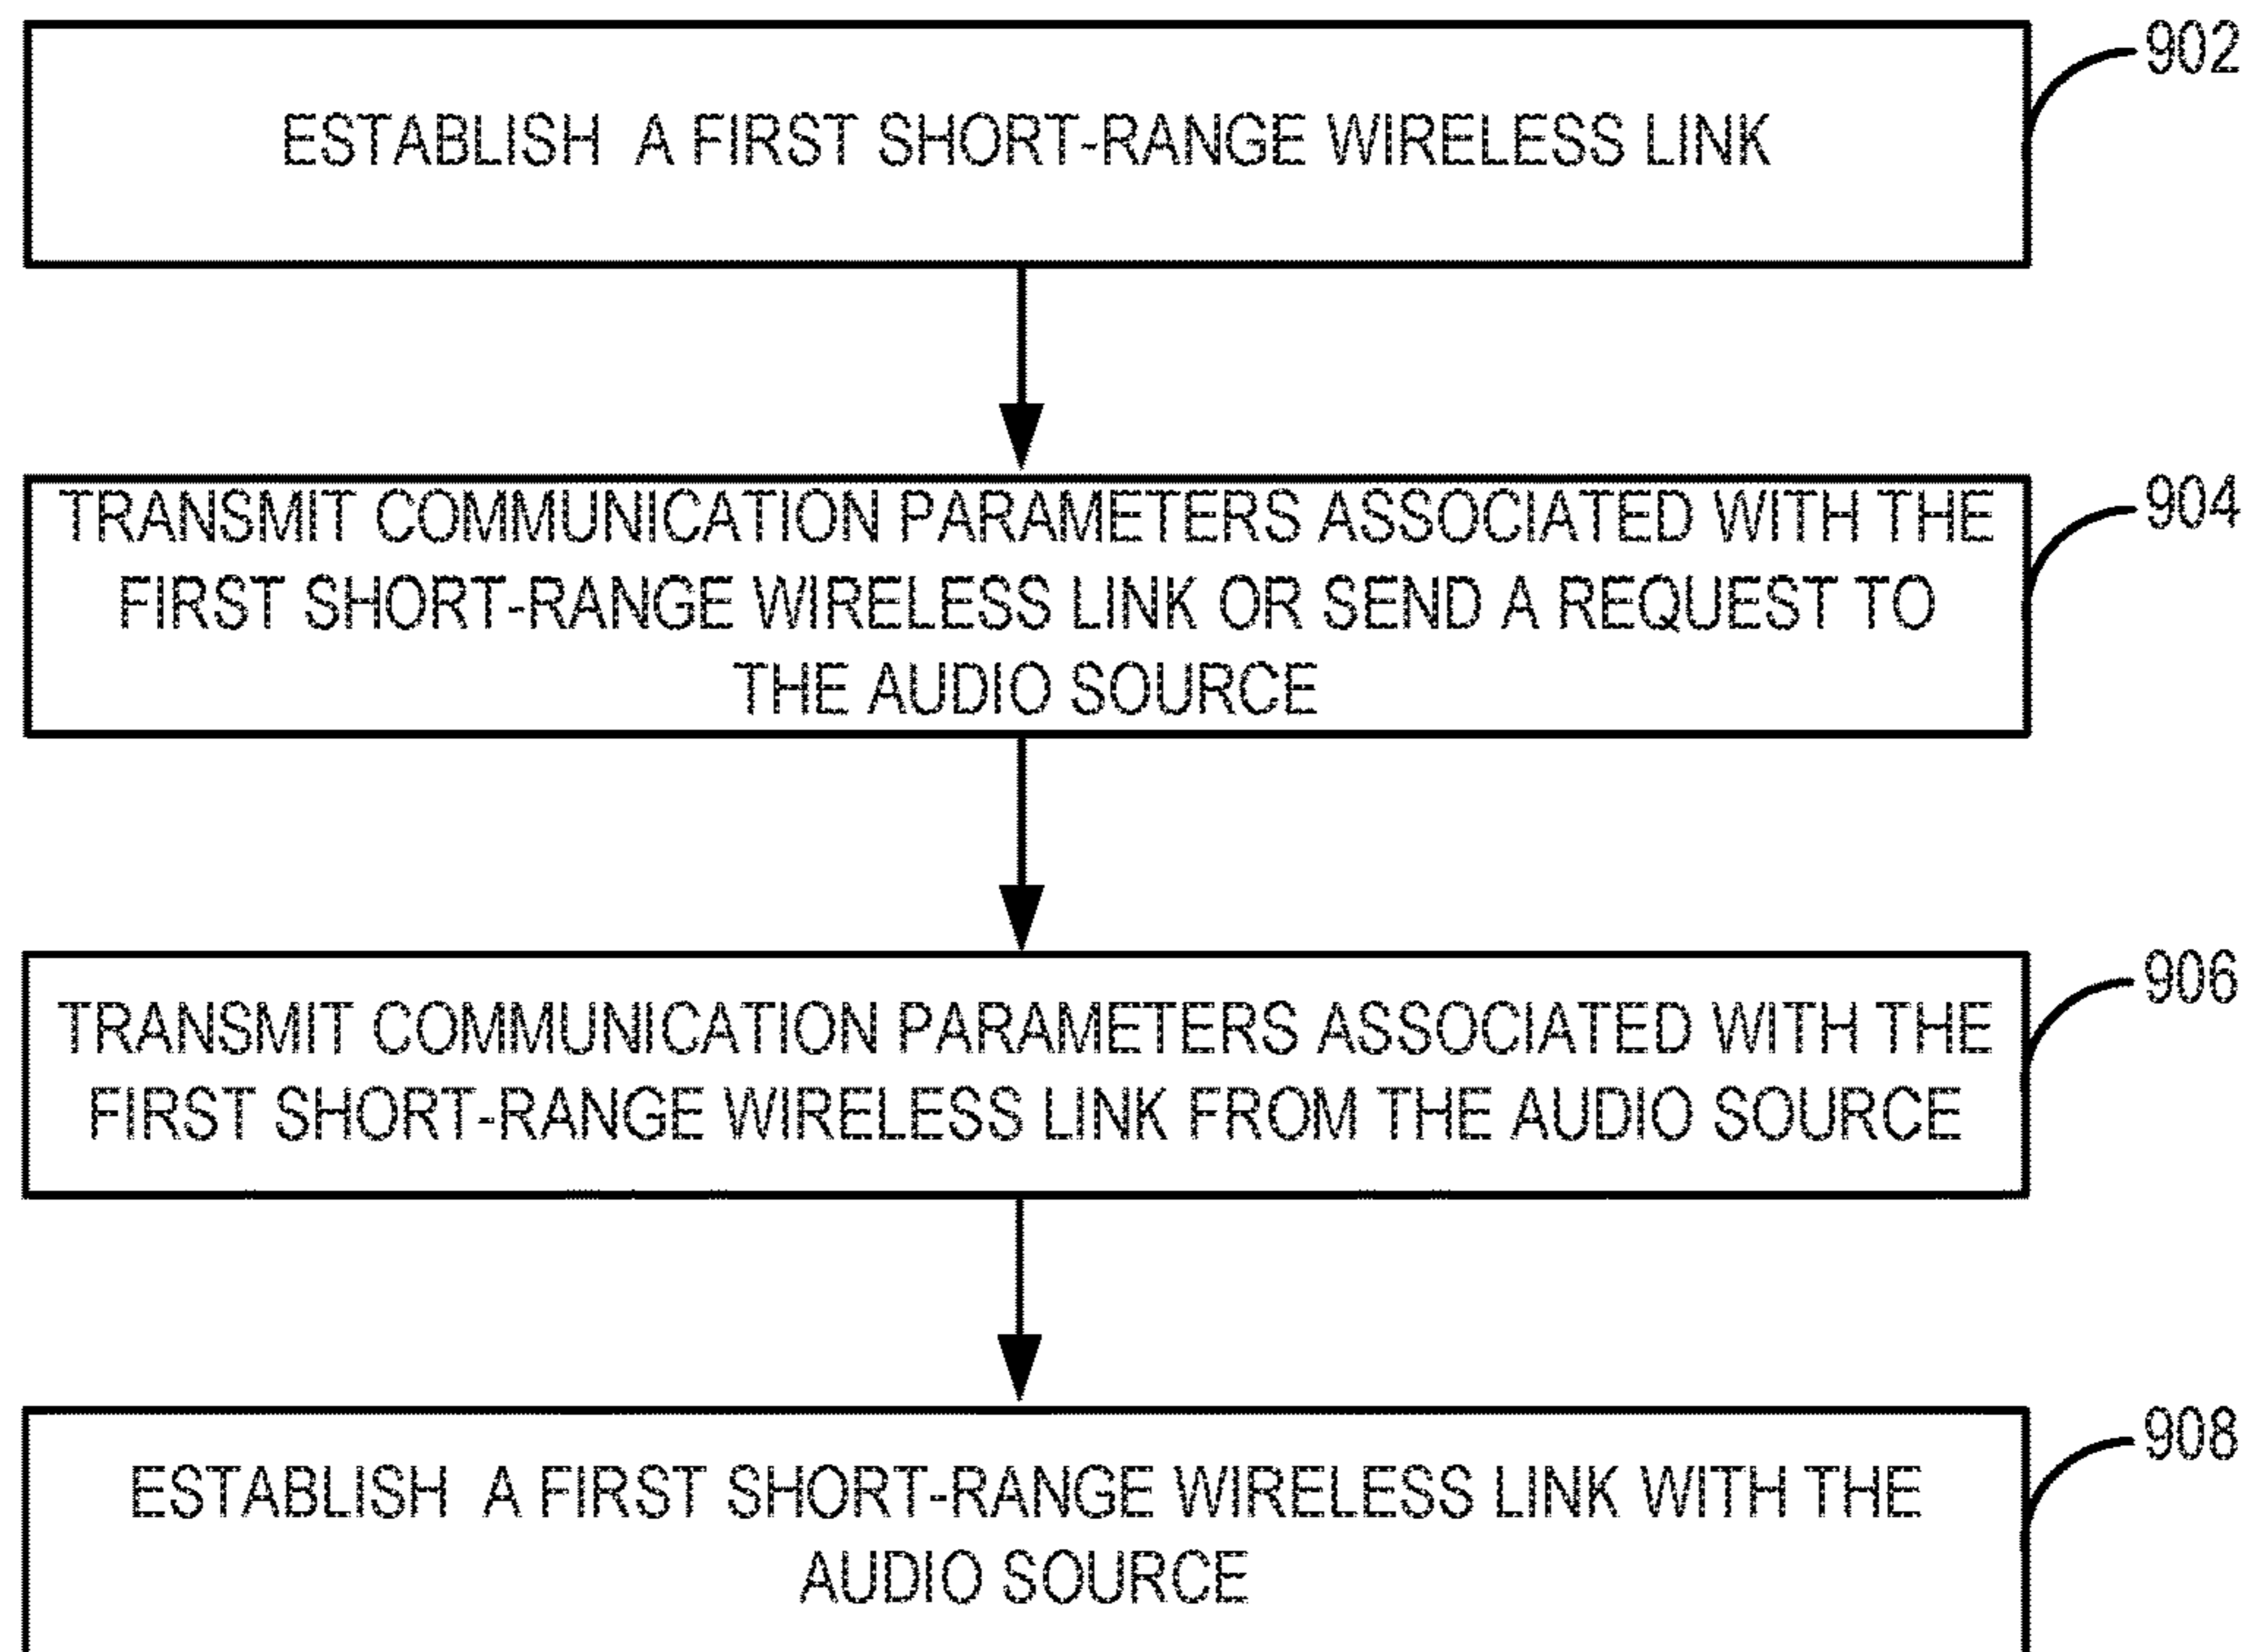 902
ESTABLISH A FIRST SHORT-RANGE WIRELESS LINK
904
TRANSMIT COMMUNICATION PARAMETERS ASSOCIATED WITH THE
FIRST SHORT-RANGE WIRELESS LINK OR SEND A REQUEST TO
THE AUDIO SOURCE
906
TRANSMIT COMMUNICATION PARAMETERS ASSOCIATED WITH THE
FIRST SHORT-RANGE WIRELESS LINK FROM THE AUDIO SOURCE
908
ESTABLISH A FIRST SHORT-RANGE WIRELESS LINK WITH THE
AUDIO SOURCE